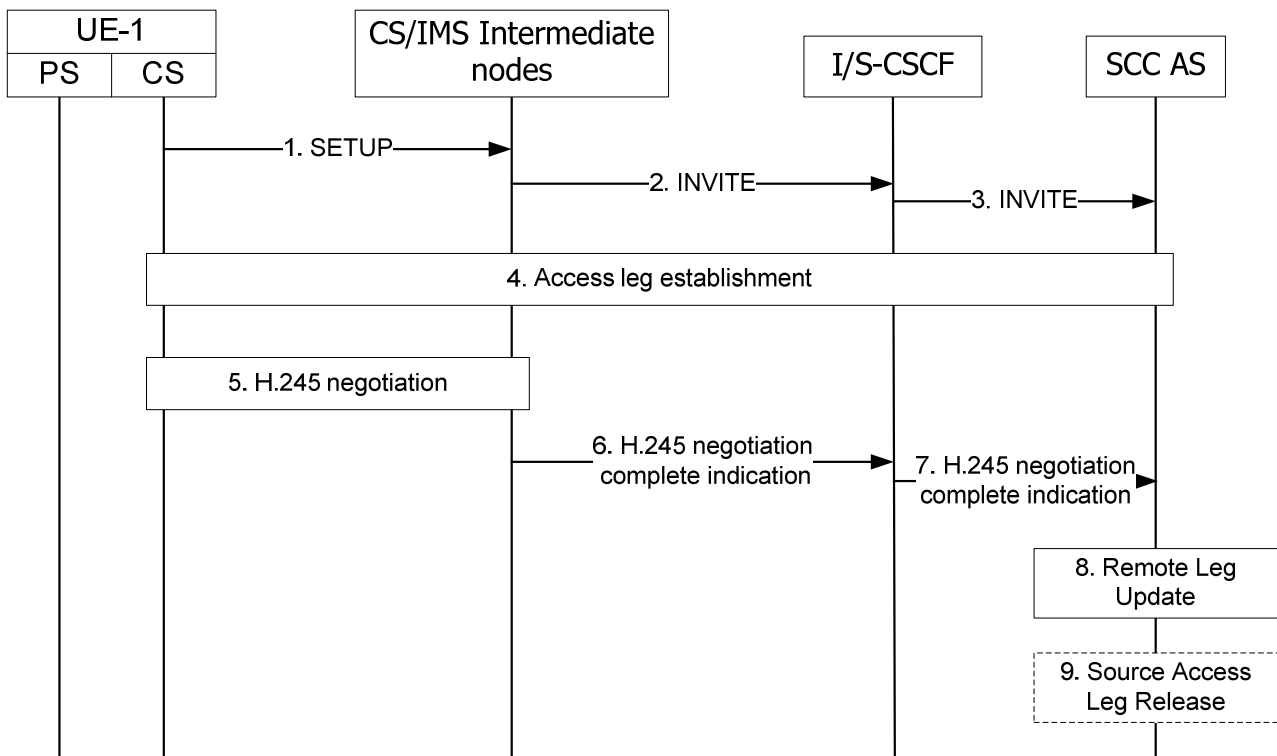 UE-1
PS
CS
CS/IMS Intermediate
nodes
I/S-CSCF
SCC AS
1. SETUP
2. INVITE
3. INVITE
4. Access leg establishment
5. H.245 negotiation
6. H.245 negotiation
complete indication
7. H.245 negotiation
complete indication
8. Remote Leg
Update
9. Source Access
Leg Release